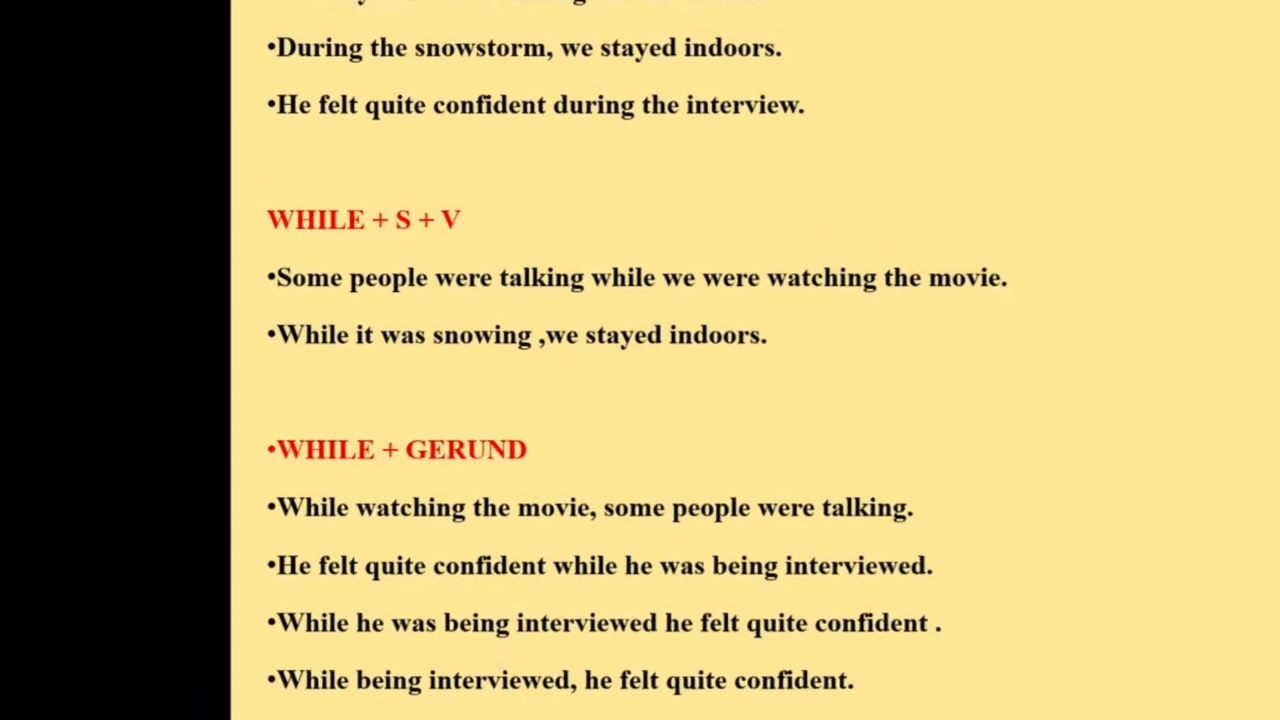 •During the snowstorm, we stayed indoors.
•He felt quite confident during the interview.
WHILE + S + V
•Some people were talking while we were watching the movie.
•While it was snowing ,we stayed indoors.
•WHILE + GERUND
•While watching the movie, some people were talking.
•He felt quite confident while he was being interviewed.
•While he was being interviewed he felt quite confident .
•While being interviewed, he felt quite confident.